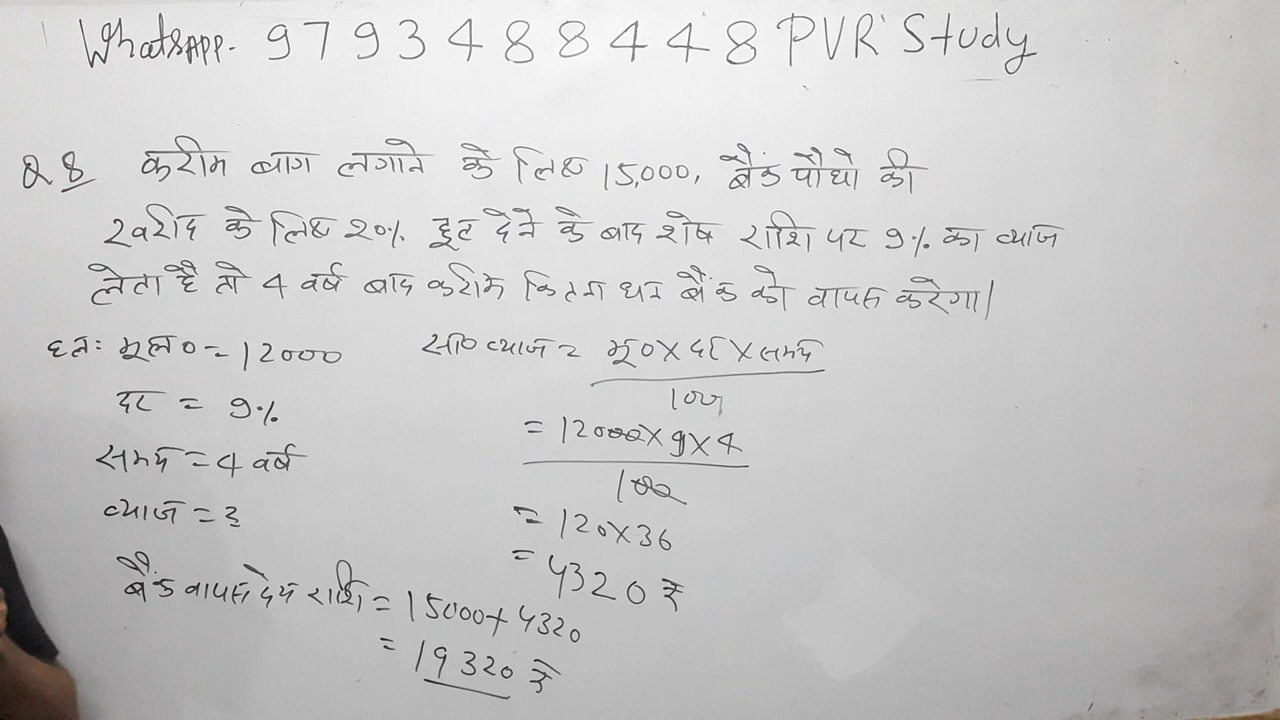 WhatsApp. 9793488448 PVR Study
Q 8 करीम बाग लगाने के लिए 15,000, बैंक पौधो की
खरीद के लिए 20% छूट देने के बाद शेष राशि पर 9% का व्याज
लेता है तो 4 वर्ष बाद करीम कितना धन बैंक को वापस करेगा।
हल: मूल० = 12000
सा० व्याज = मू० × दर × समय
100
दर = 9%
= 12000 × 9 × 4
100
समय = 4 वर्ष
व्याज = ?
= 120 × 36
= 4320 ₹
बैंक वापस देय राशि = 15000 + 4320
= 19320 ₹